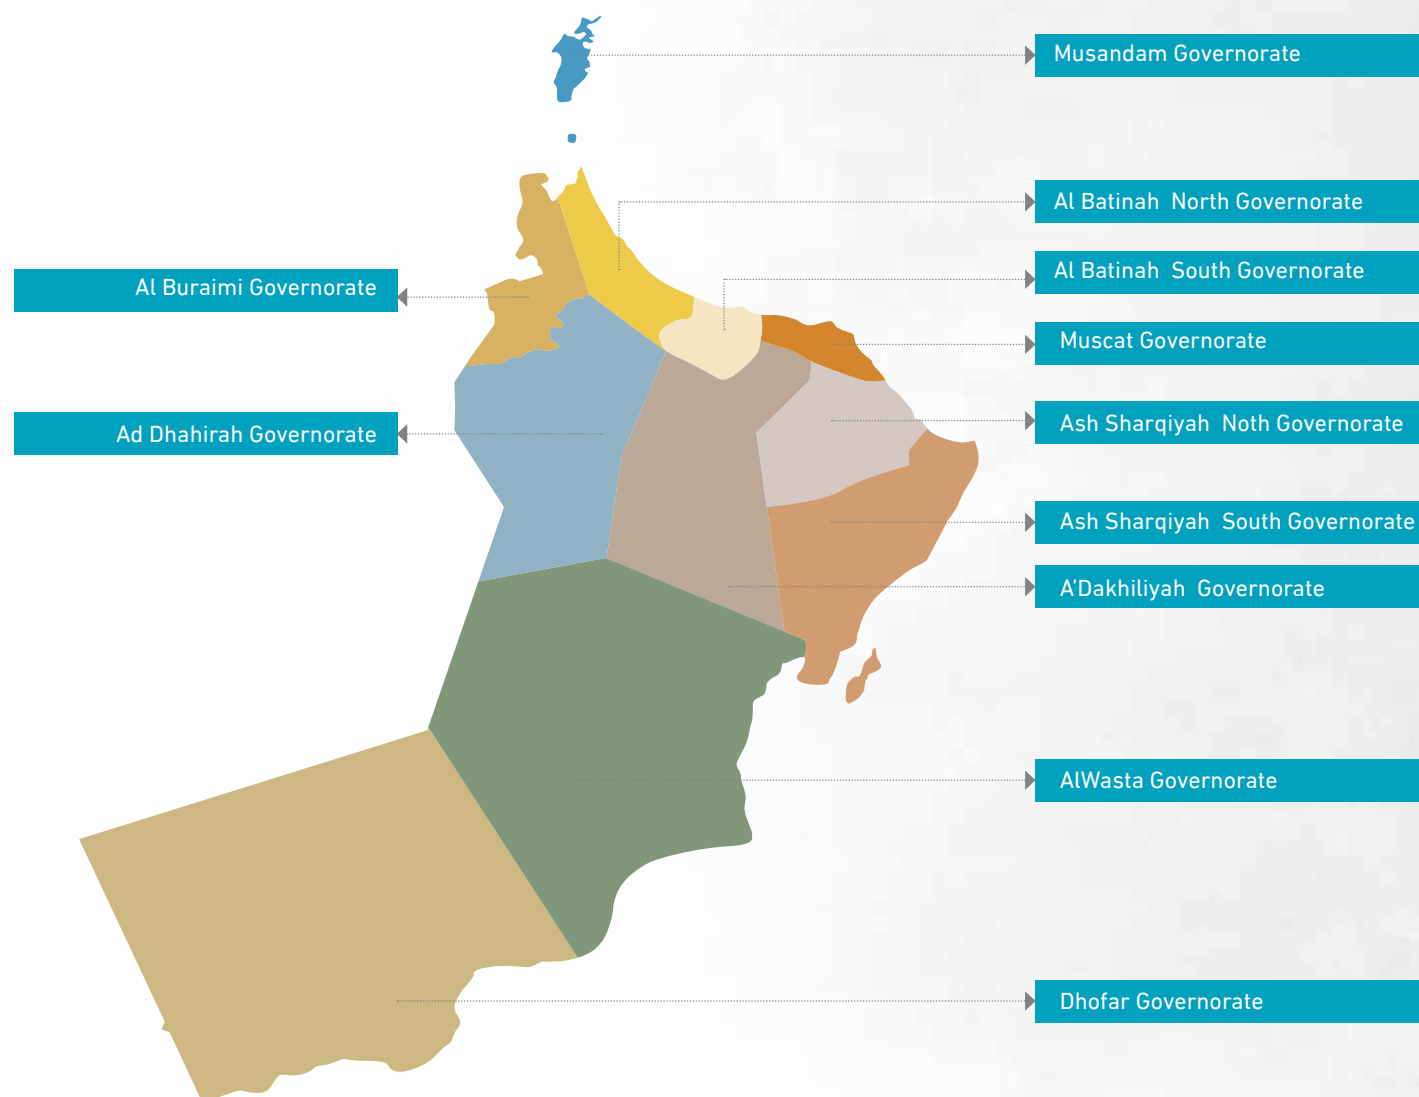 Musandam Governorate
Al Batinah  North Governorate
Al Batinah  South Governorate
Al Buraimi Governorate
Muscat Governorate
Ash Sharqiyah  Noth Governorate
Ad Dhahirah Governorate
Ash Sharqiyah  South Governorate
A'Dakhiliyah  Governorate
AlWasta Governorate
Dhofar Governorate